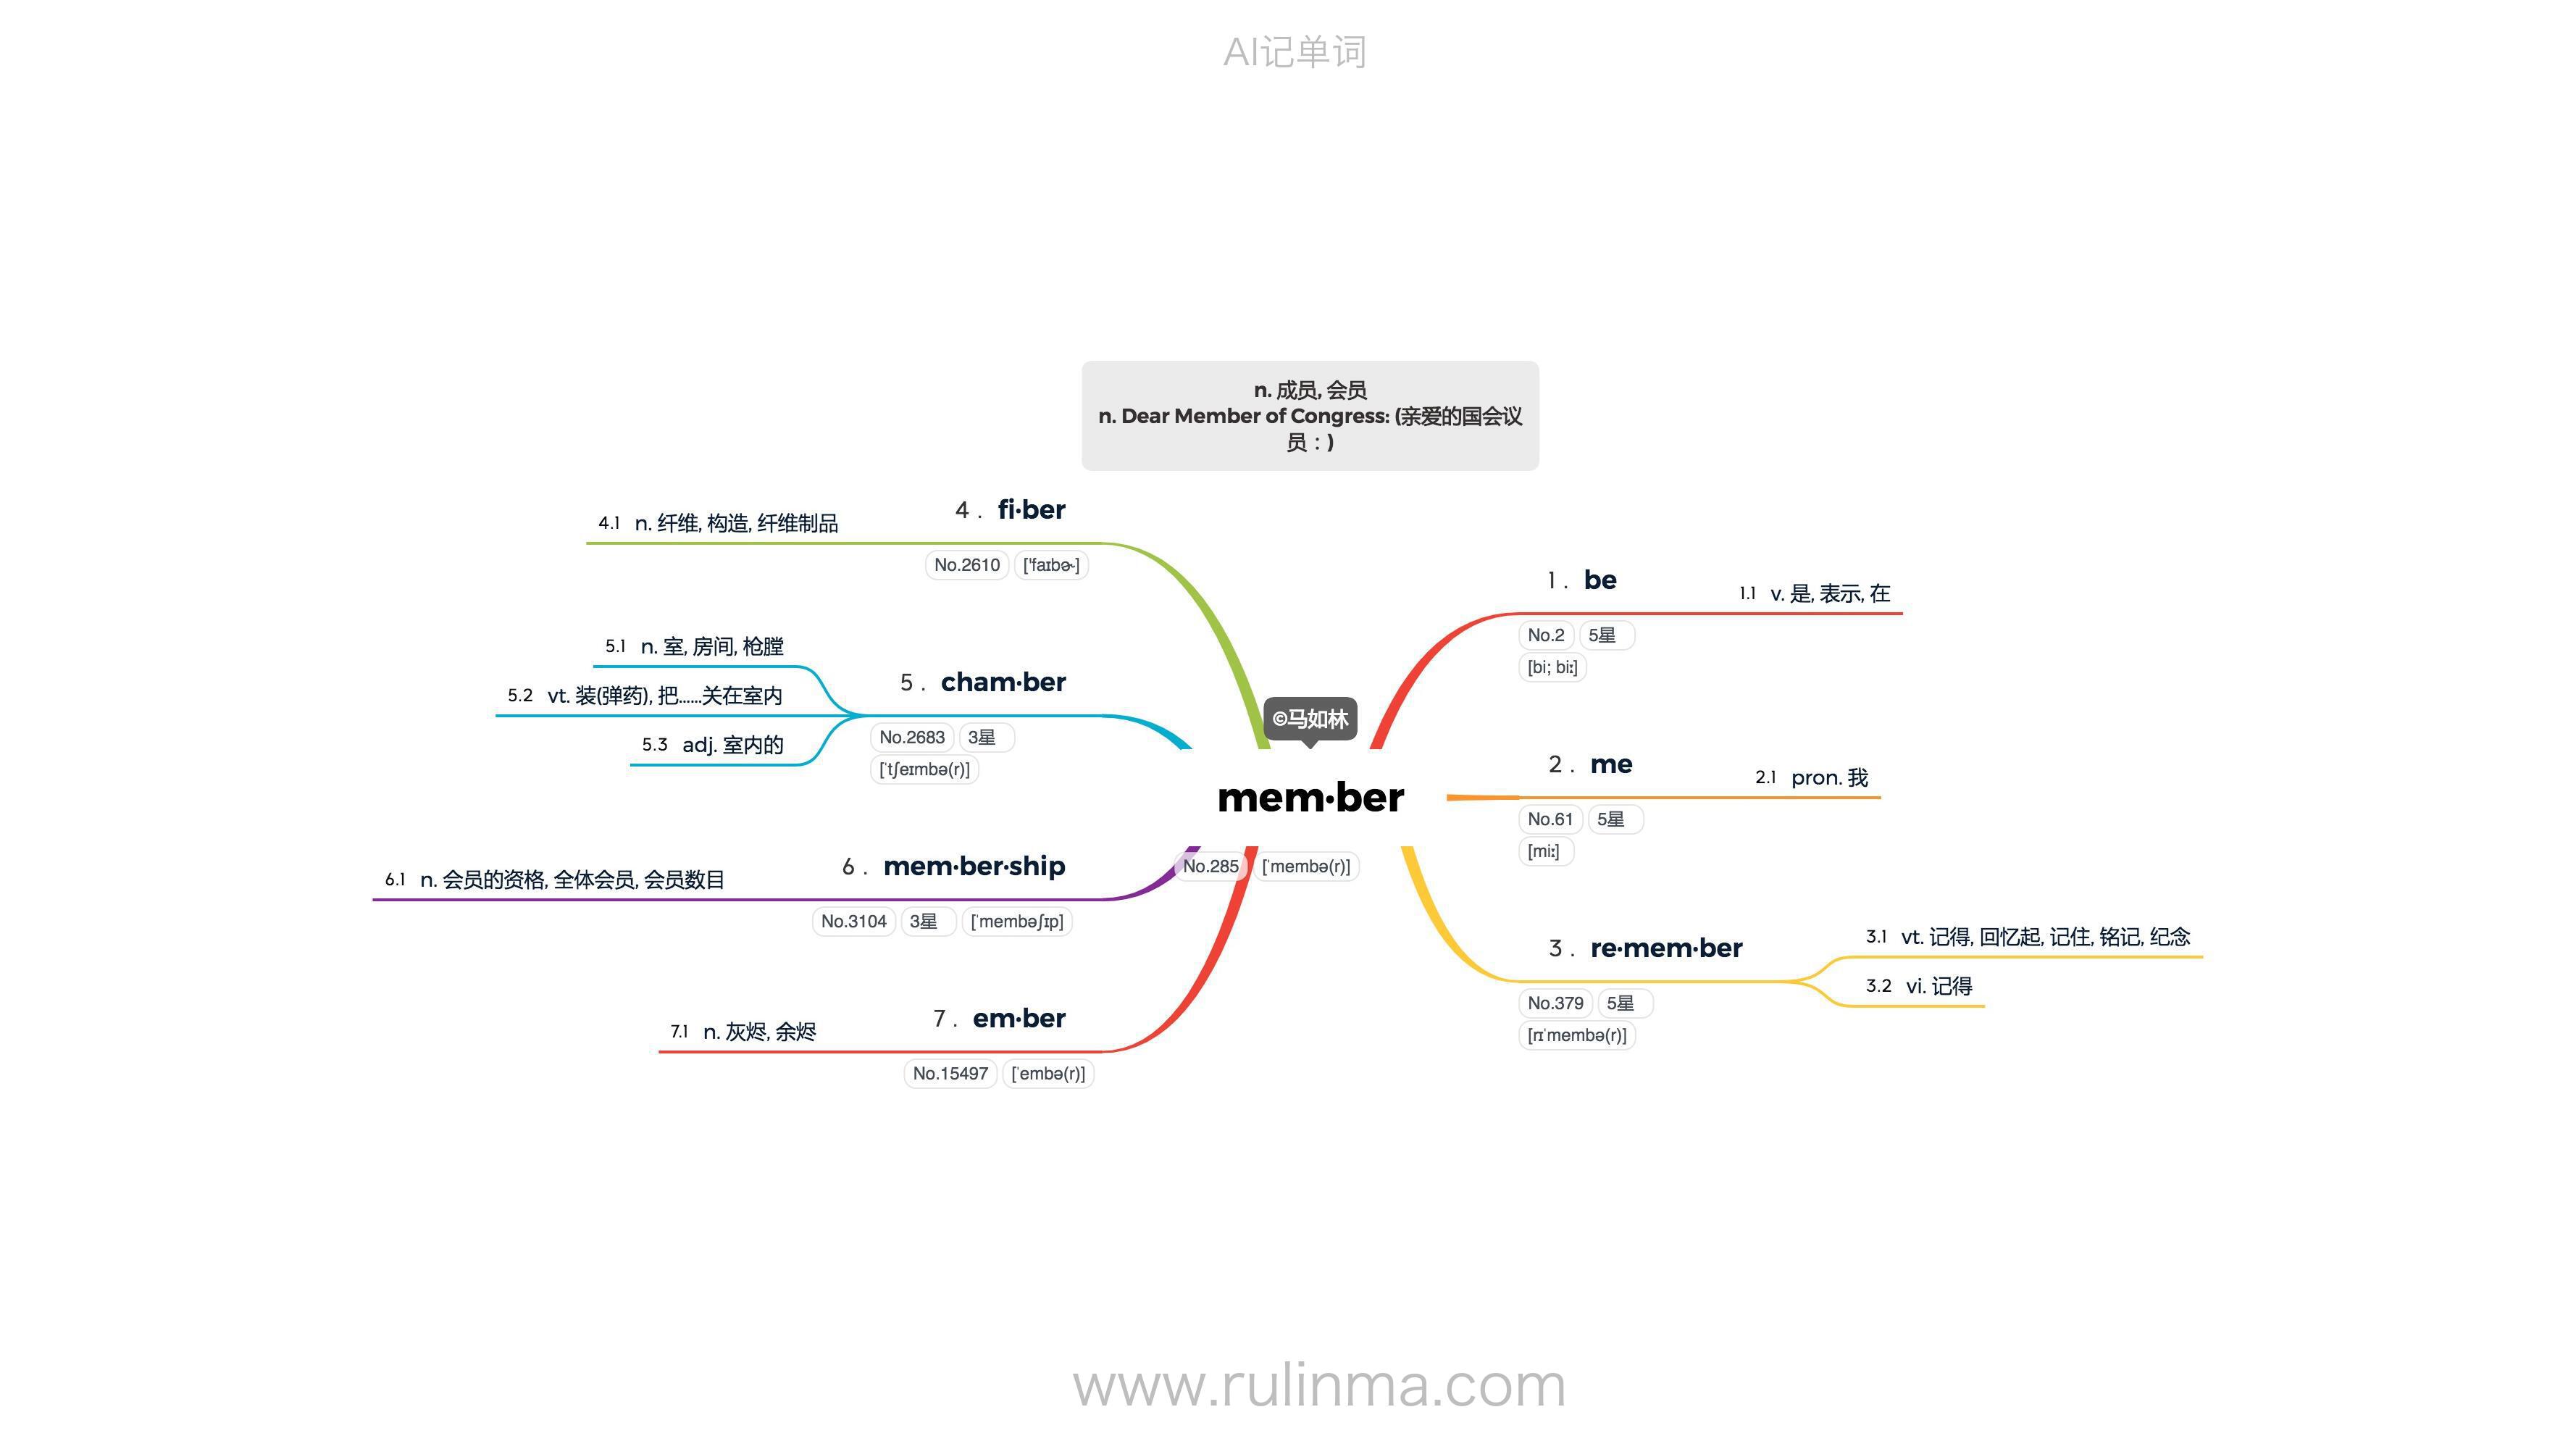 AI记单词
n. 成员, 会员
n. Dear Member of Congress: (亲爱的国会议
员：)
©马如林
mem·ber
No.285 [ˈmembə(r)]
1. be
1.1 v. 是, 表示, 在
No.2 5星
[bi; biː]
2. me
2.1 pron. 我
No.61 5星
[miː]
3. re·mem·ber
3.1 vt. 记得, 回忆起, 记住, 铭记, 纪念
3.2 vi. 记得
No.379 5星
[rɪˈmembə(r)]
4. fi·ber
4.1 n. 纤维, 构造, 纤维制品
No.2610 ['faɪbɚ]
5. cham·ber
5.1 n. 室, 房间, 枪膛
5.2 vt. 装(弹药), 把……关在室内
5.3 adj. 室内的
No.2683 3星
[ˈtʃeɪmbə(r)]
6. mem·ber·ship
6.1 n. 会员的资格, 全体会员, 会员数目
No.3104 3星 [ˈmembəʃɪp]
7. em·ber
7.1 n. 灰烬, 余烬
No.15497 [ˈembə(r)]
www.rulinma.com